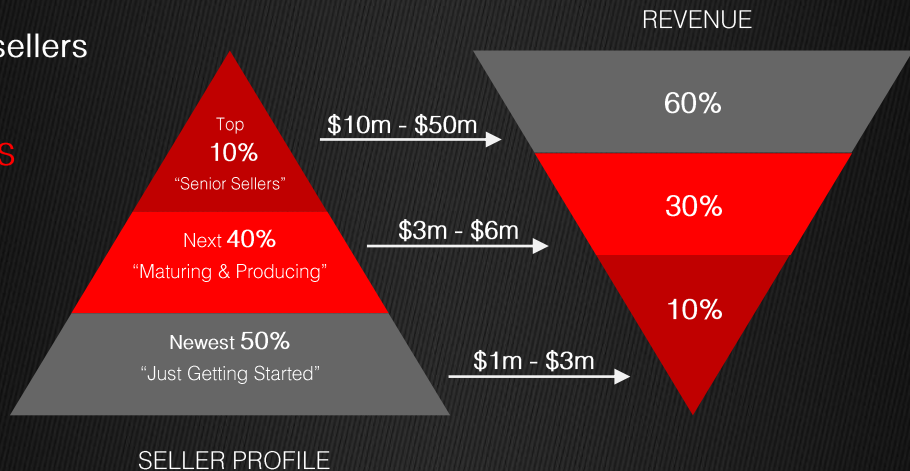 sellers
s
Top
10%
“Senior Sellers”
Next 40%
“Maturing & Producing”
Newest 50%
“Just Getting Started”
SELLER PROFILE
$10m - $50m
$3m - $6m
$1m - $3m
REVENUE
60%
30%
10%